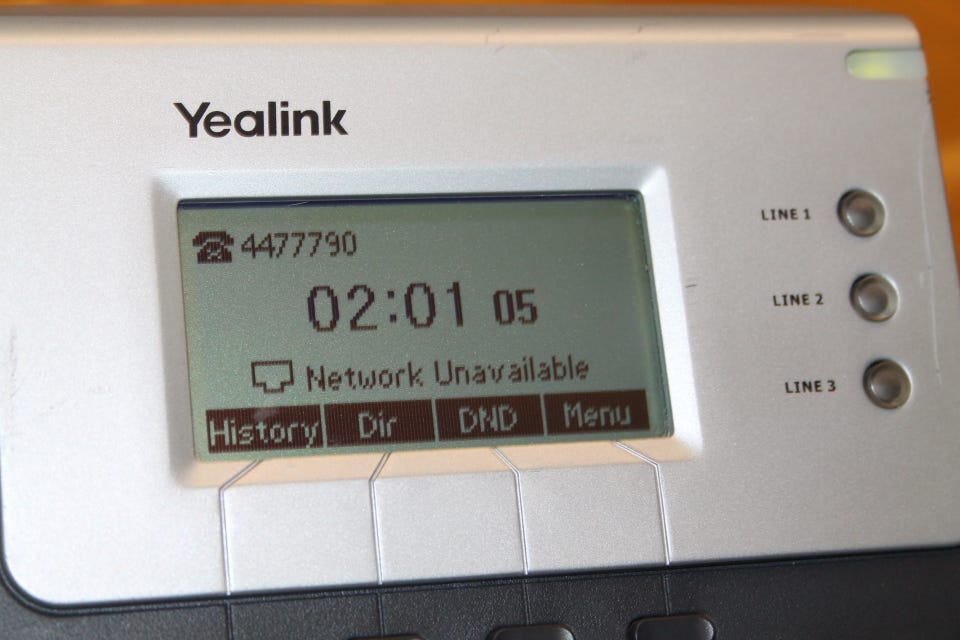 Yealink
4477790
02:01 05
Network Unavailable
History Dir DND Menu
LINE 1
LINE 2
LINE 3